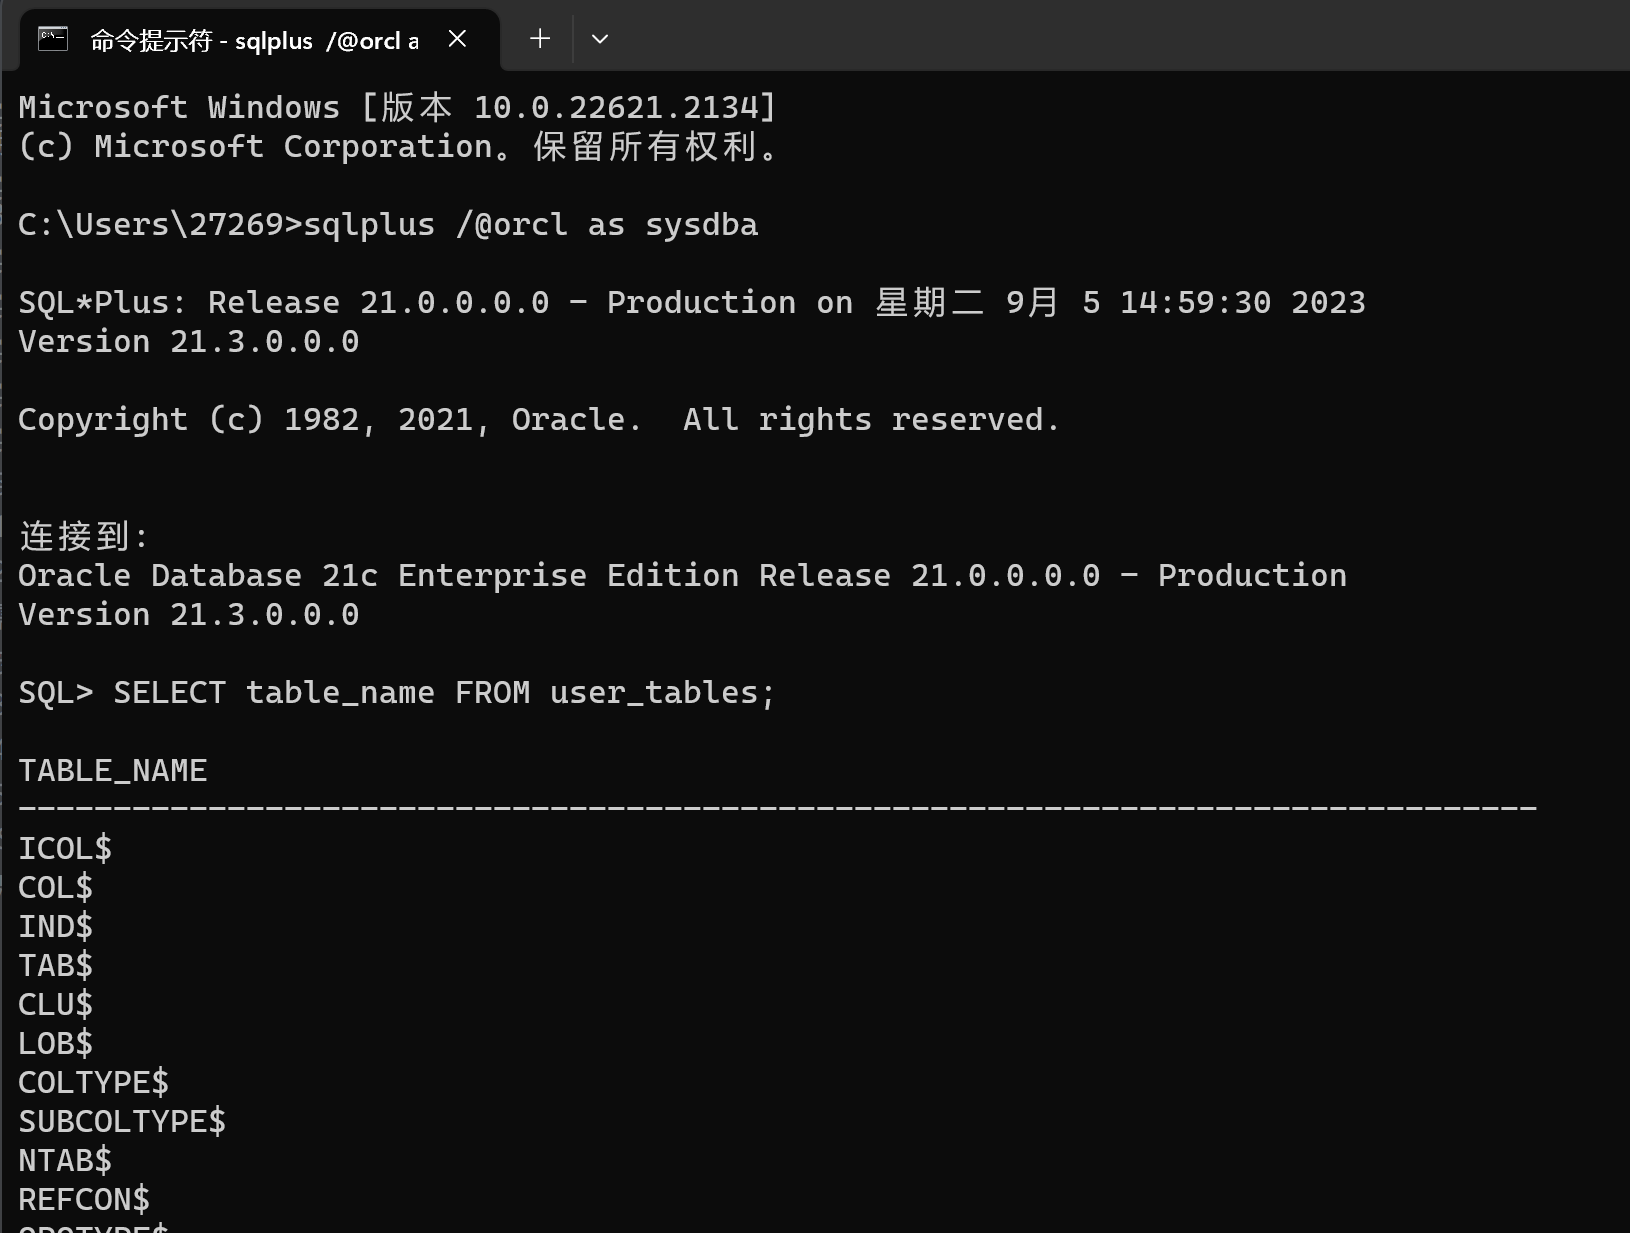 命令提示符 - sqlplus  /@orcl a
Microsoft Windows [版本 10.0.22621.2134]
(c) Microsoft Corporation。保留所有权利。
C:\Users\27269>sqlplus /@orcl as sysdba
SQL*Plus: Release 21.0.0.0.0 - Production on 星期二 9月 5 14:59:30 2023
Version 21.3.0.0.0
Copyright (c) 1982, 2021, Oracle.  All rights reserved.
连接到:
Oracle Database 21c Enterprise Edition Release 21.0.0.0.0 - Production
Version 21.3.0.0.0
SQL> SELECT table_name FROM user_tables;
TABLE_NAME
--------------------------------------------------------------------------------
ICOL$
COL$
IND$
TAB$
CLU$
LOB$
COLTYPE$
SUBCOLTYPE$
NTAB$
REFCON$